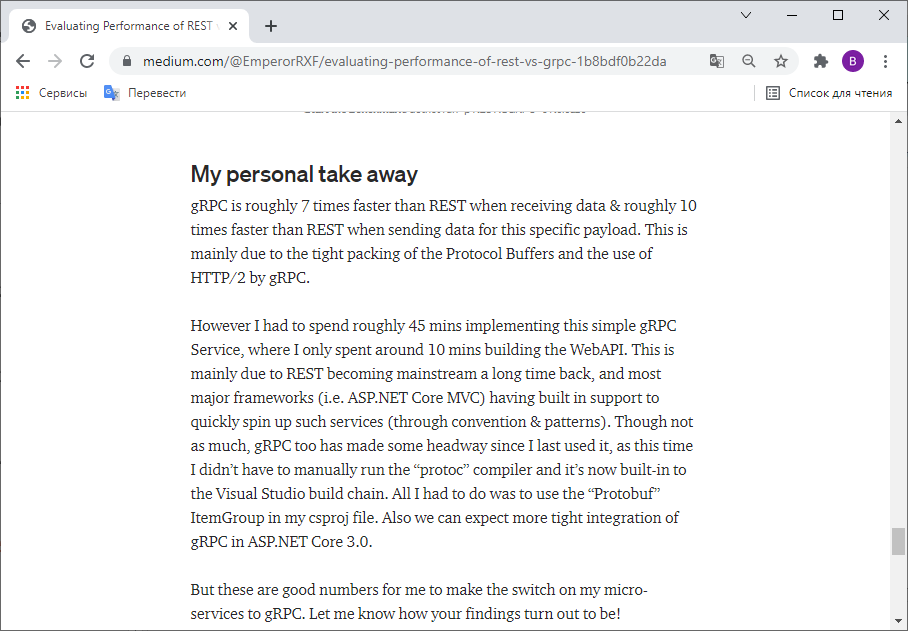 Evaluating Performance of REST
medium.com/@EmperorRXF/evaluating-performance-of-rest-vs-grpc-1b8bdf0b22da
B
Сервисы
Перевести
Список для чтения
My personal take away
gRPC is roughly 7 times faster than REST when receiving data & roughly 10
times faster than REST when sending data for this specific payload. This is
mainly due to the tight packing of the Protocol Buffers and the use of
HTTP/2 by gRPC.
However I had to spend roughly 45 mins implementing this simple gRPC
Service, where I only spent around 10 mins building the WebAPI. This is
mainly due to REST becoming mainstream a long time back, and most
major frameworks (i.e. ASP.NET Core MVC) having built in support to
quickly spin up such services (through convention & patterns). Though not
as much, gRPC too has made some headway since I last used it, as this time
I didn’t have to manually run the “protoc” compiler and it’s now built-in to
the Visual Studio build chain. All I had to do was to use the “Protobuf”
ItemGroup in my csproj file. Also we can expect more tight integration of
gRPC in ASP.NET Core 3.0.
But these are good numbers for me to make the switch on my micro-
services to gRPC. Let me know how your findings turn out to be!